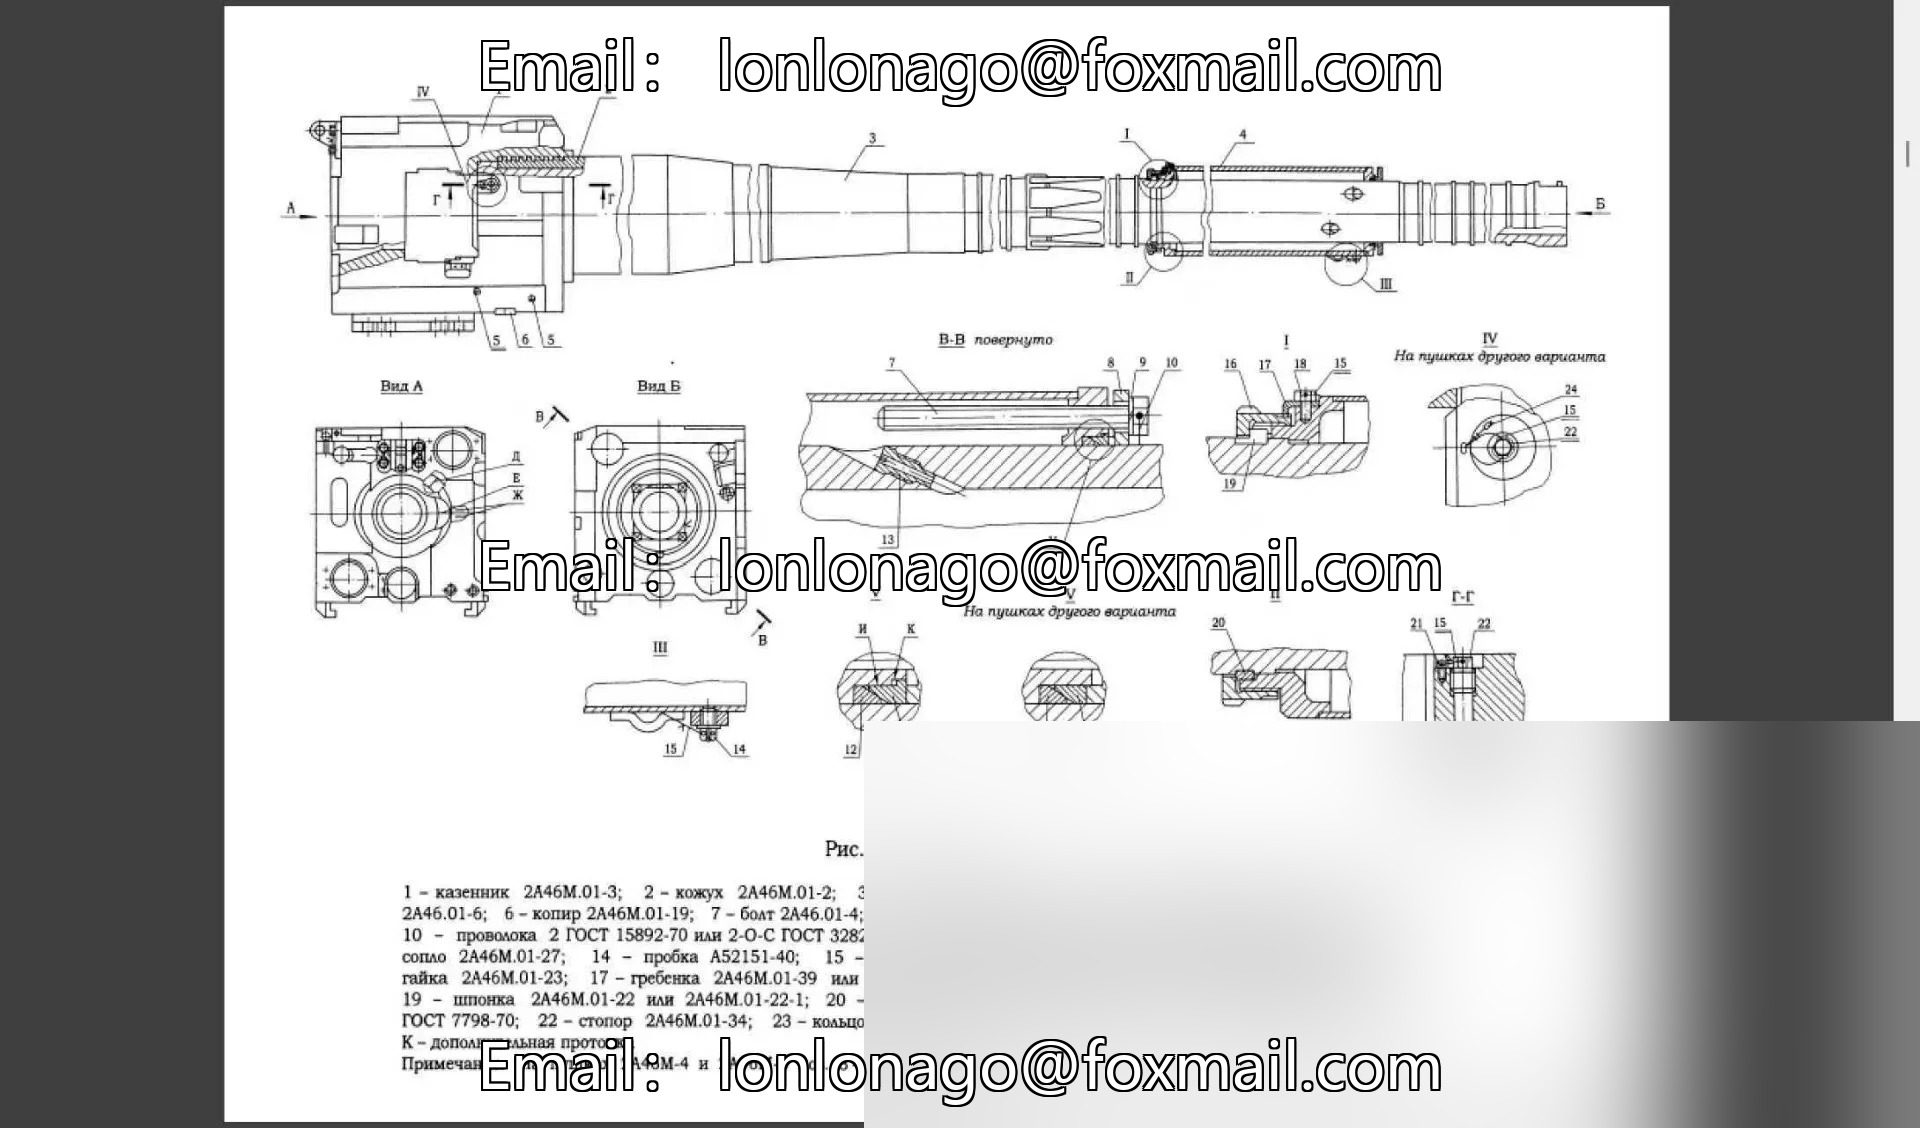 Email： lonlonago@foxmail.com
IV
I
3
4
А
Г
Г
Б
II
III
5 6 5
В-В повернуто
I
IV
На пушках другого варианта
7 8 9 10
16 17 18 15
24
15
22
Вид А
Вид Б
В
Д
Е
Ж
19
13
Email： lonlonago@foxmail.com
V
V
II
Г-Г
На пушках другого варианта
В
И К
20
21 15 22
III
15 14
12
Рис.
1 – казенник 2А46М.01-3; 2 – кожух 2А46М.01-2;
2А46.01-6; 6 – копир 2А46М.01-19; 7 – болт 2А46.01-4;
10 – проволока 2 ГОСТ 15892-70 или 2-О-С ГОСТ 3282
сопло 2А46М.01-27; 14 – пробка А52151-40; 15 –
гайка 2А46М.01-23; 17 – гребенка 2А46М.01-39 или
19 – шпонка 2А46М.01-22 или 2А46М.01-22-1; 20 –
ГОСТ 7798-70; 22 – стопор 2А46М.01-34; 23 – кольцо
К – дополнительная
Email： lonlonago@foxmail.com